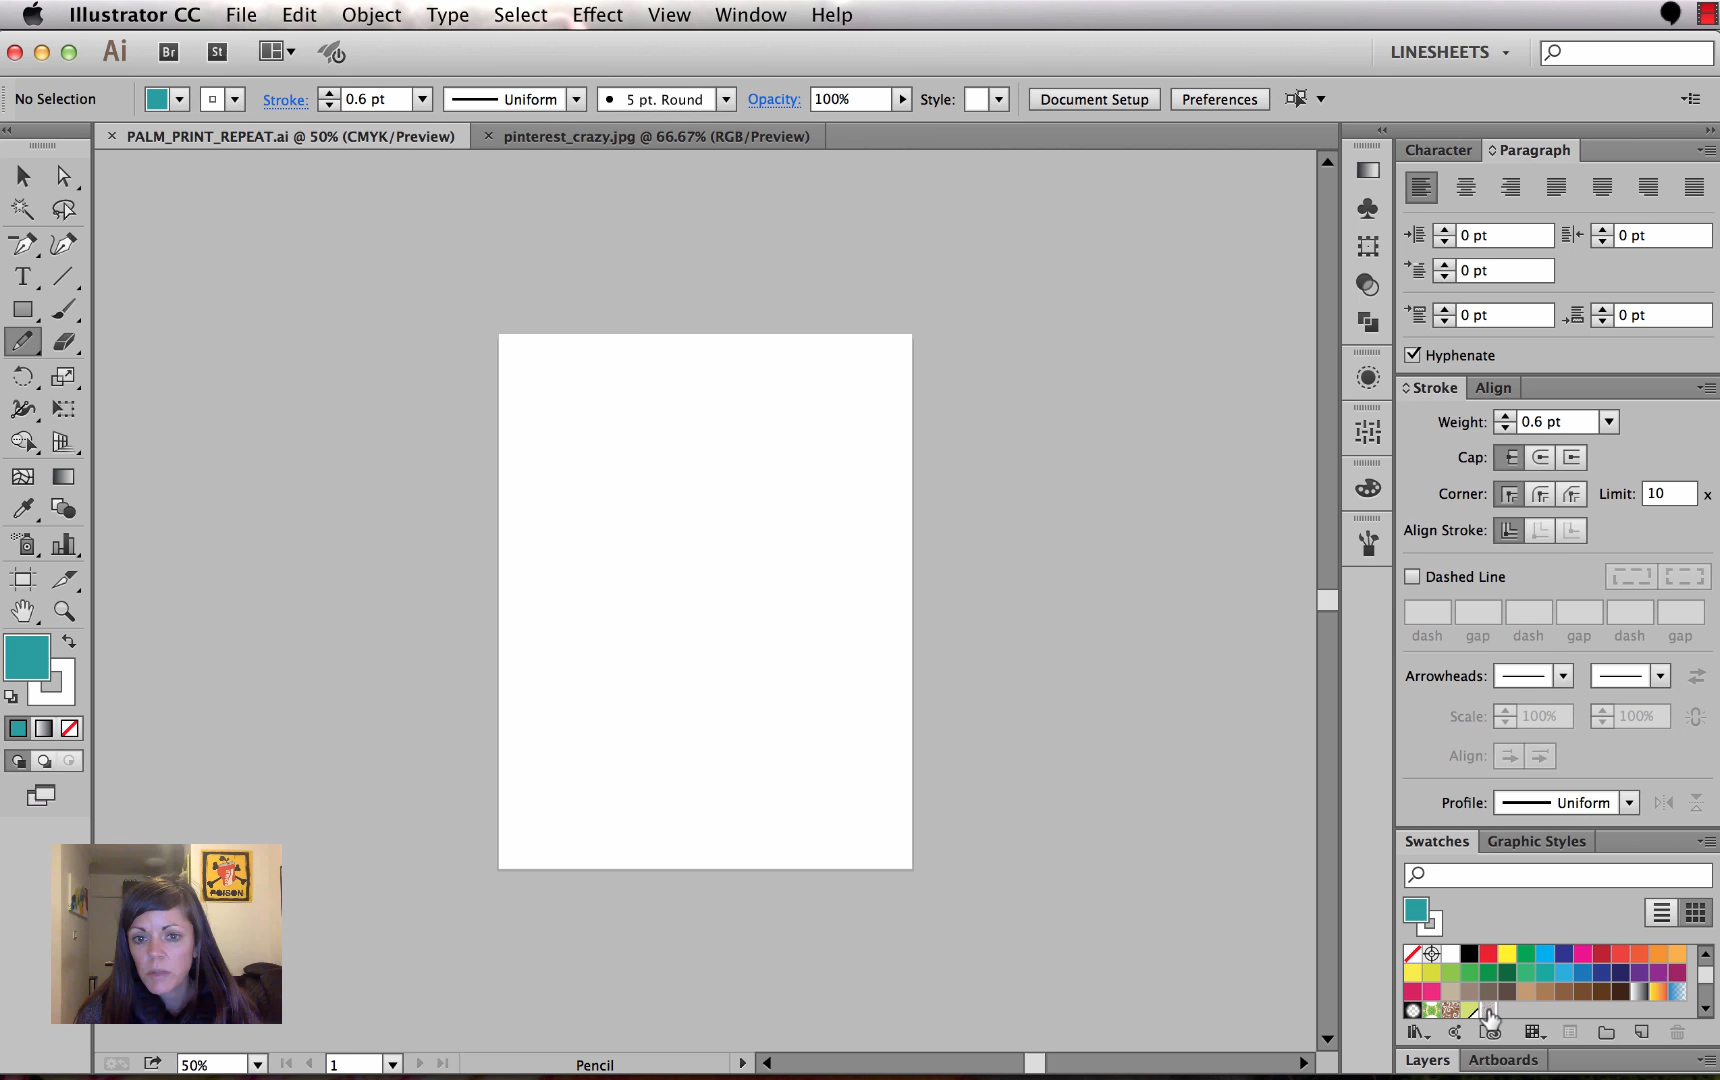 Illustrator CC File Edit Object Type Select Effect View Window Help
Ai Br St LINESHEETS
No Selection Stroke: 0.6 pt Uniform 5 pt. Round Opacity: 100% Style: Document Setup Preferences
× PALM_PRINT_REPEAT.ai @ 50% (CMYK/Preview) × pinterest_crazy.jpg @ 66.67% (RGB/Preview)
Character Paragraph
0 pt 0 pt
0 pt
0 pt 0 pt
Hyphenate
Stroke Align
Weight: 0.6 pt
Cap:
Corner: Limit: 10 x
Align Stroke:
Dashed Line
dash gap dash gap dash gap
Arrowheads:
Scale: 100% 100%
Align:
Profile: Uniform
Swatches Graphic Styles
POISON
50% 1 Pencil
Layers Artboards